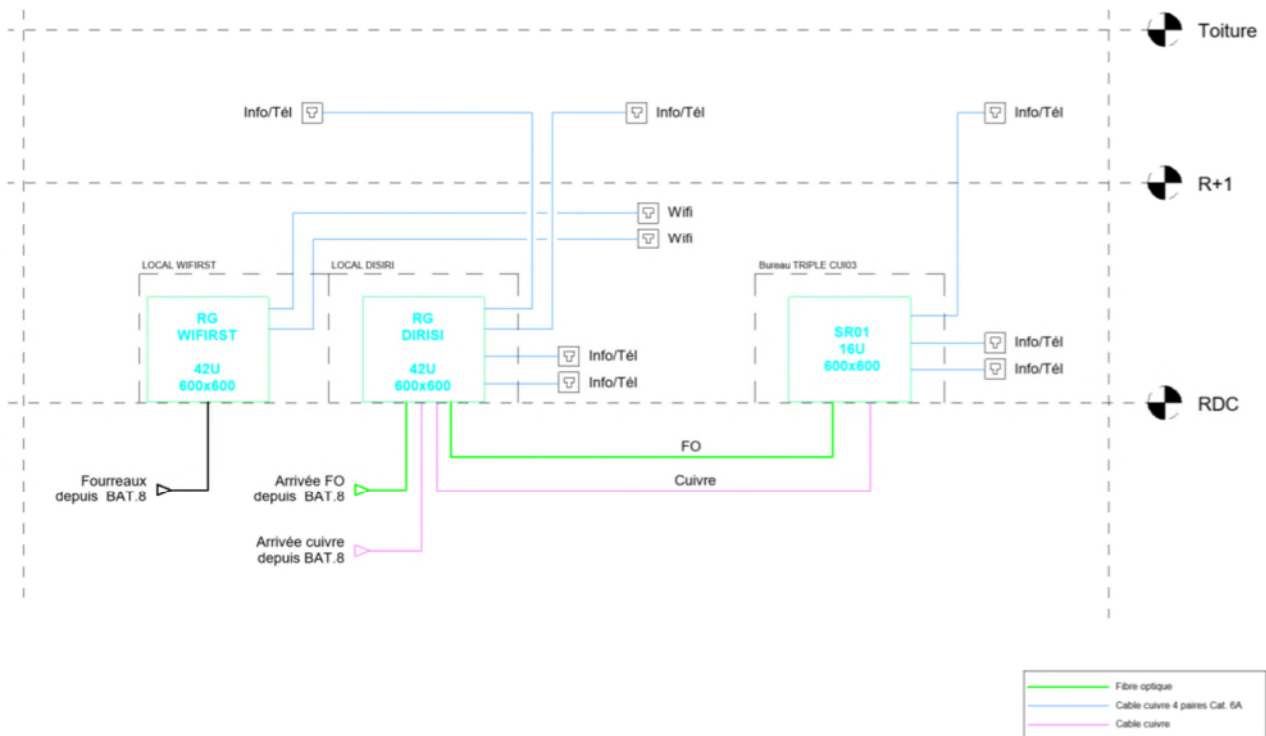 Toiture
Info/Tél
Info/Tél
Info/Tél
R+1
Wifi
Wifi
LOCAL WIFIRST
LOCAL DISIRI
Bureau TRIPLE CUI03
RG
WIFIRST
42U
600x600
RG
DIRISI
42U
600x600
SR01
16U
600x600
Info/Tél
Info/Tél
Info/Tél
Info/Tél
RDC
FO
Cuivre
Fourreaux
depuis BAT.8
Arrivée FO
depuis BAT.8
Arrivée cuivre
depuis BAT.8
Fibre optique
Cable cuivre 4 paires Cat. 6A
Cable cuivre